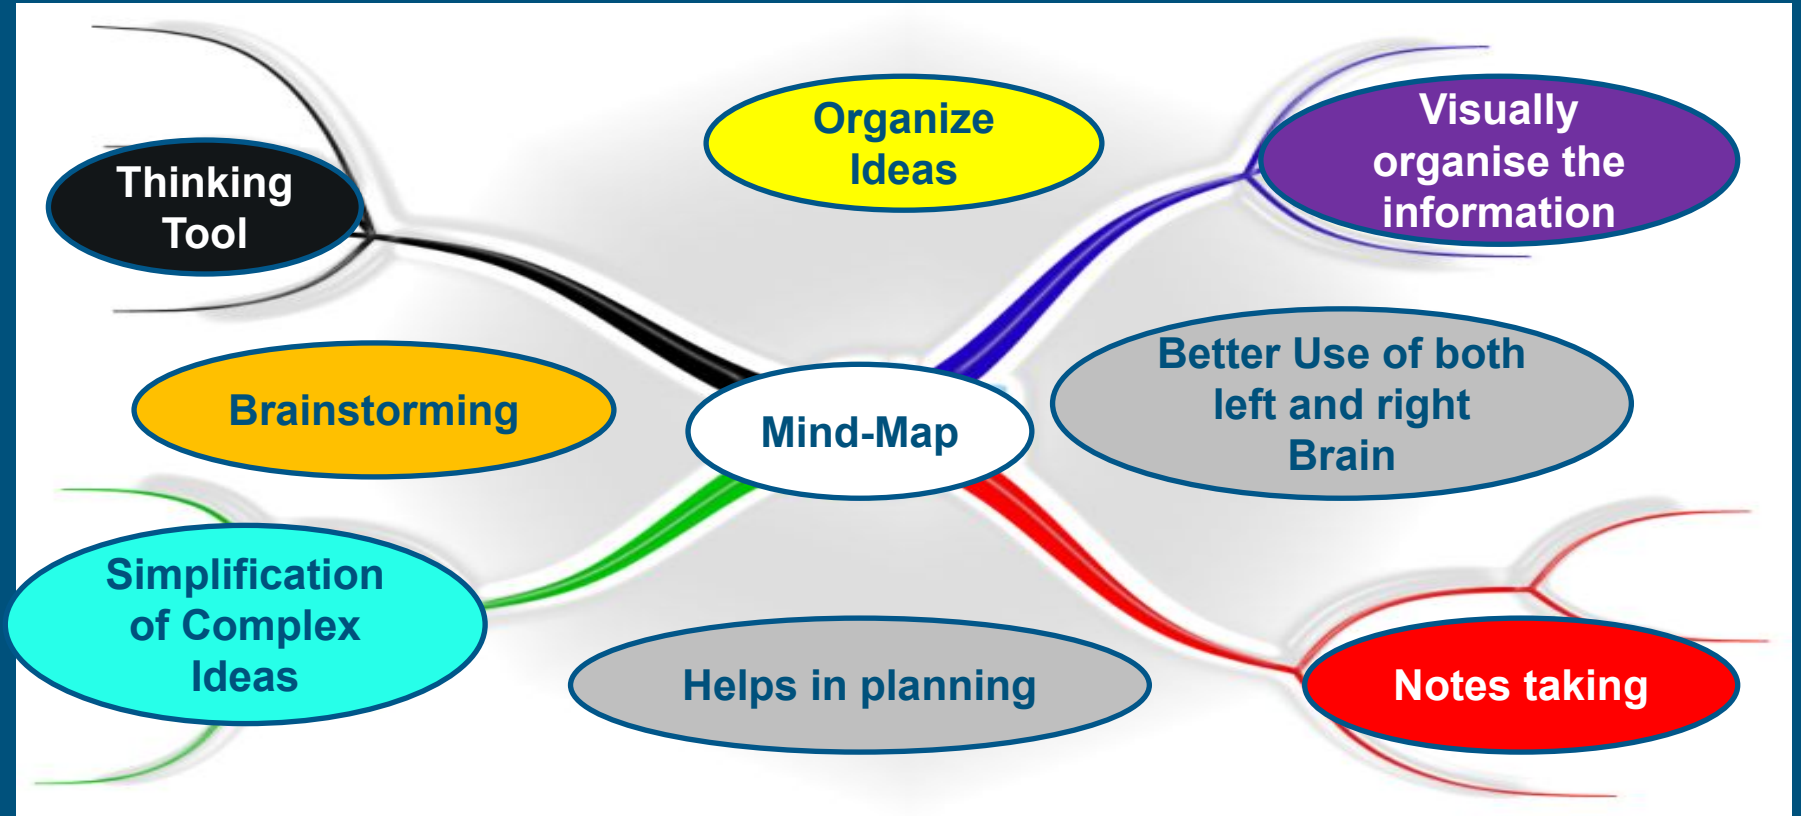 Organize
Ideas
Visually
organise the
information
Thinking
Tool
Better Use of both
left and right
Brain
Brainstorming
Mind-Map
Simplification
of Complex
Ideas
Helps in planning
Notes taking